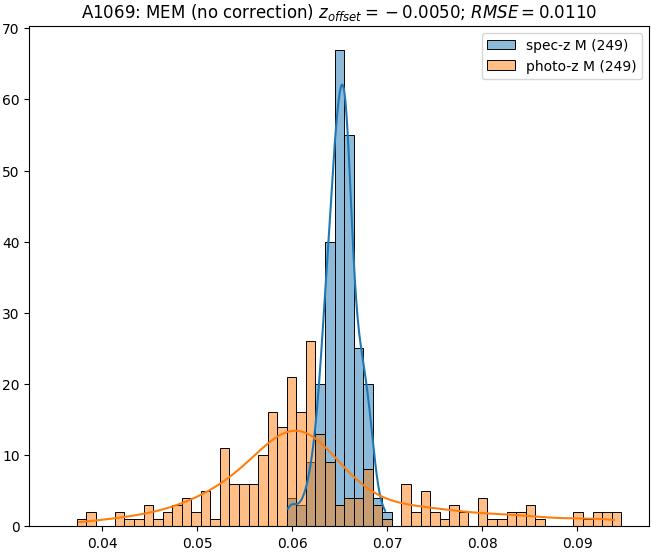 A1069: MEM (no correction) z_offset = −0.0050; RMSE = 0.0110
70
60
50
40
30
20
10
0
spec-z M (249)
photo-z M (249)
0.04 0.05 0.06 0.07 0.08 0.09